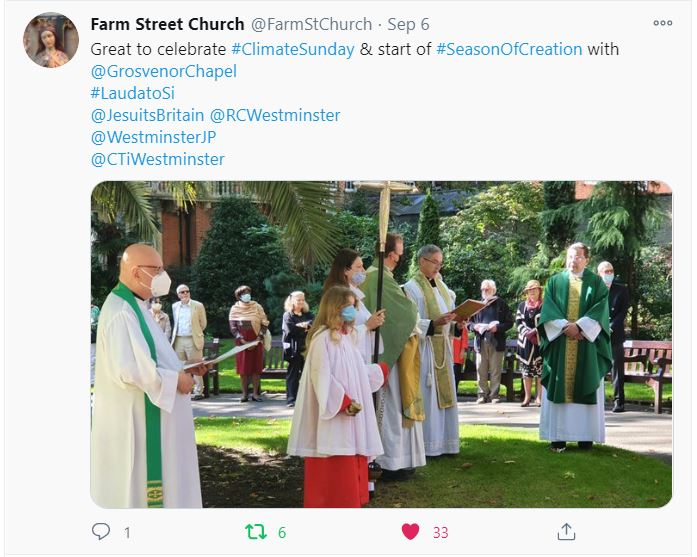 Farm Street Church @FarmStChurch · Sep 6
Great to celebrate #ClimateSunday & start of #SeasonOfCreation with
@GrosvenorChapel
#LaudatoSi
@JesuitsBritain @RCWestminster
@WestminsterJP
@CTiWestminster
1 6 33